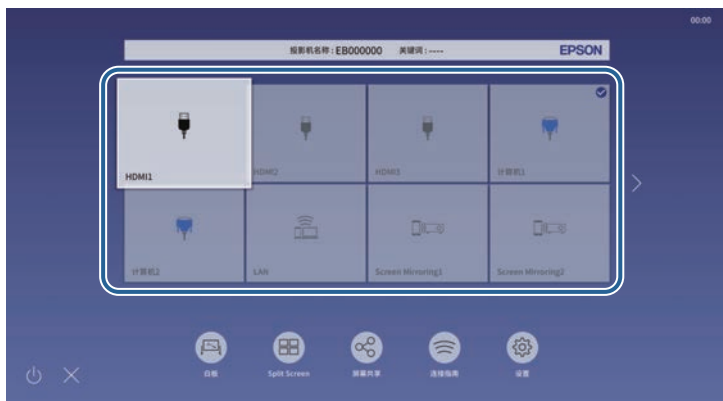 00:00
投影机名称 : EB000000 关键词 : ---- EPSON
HDMI1 HDMI2 HDMI3 计算机1
计算机2 LAN Screen Mirroring1 Screen Mirroring2
白板 Split Screen 屏幕共享 连接指南 设置